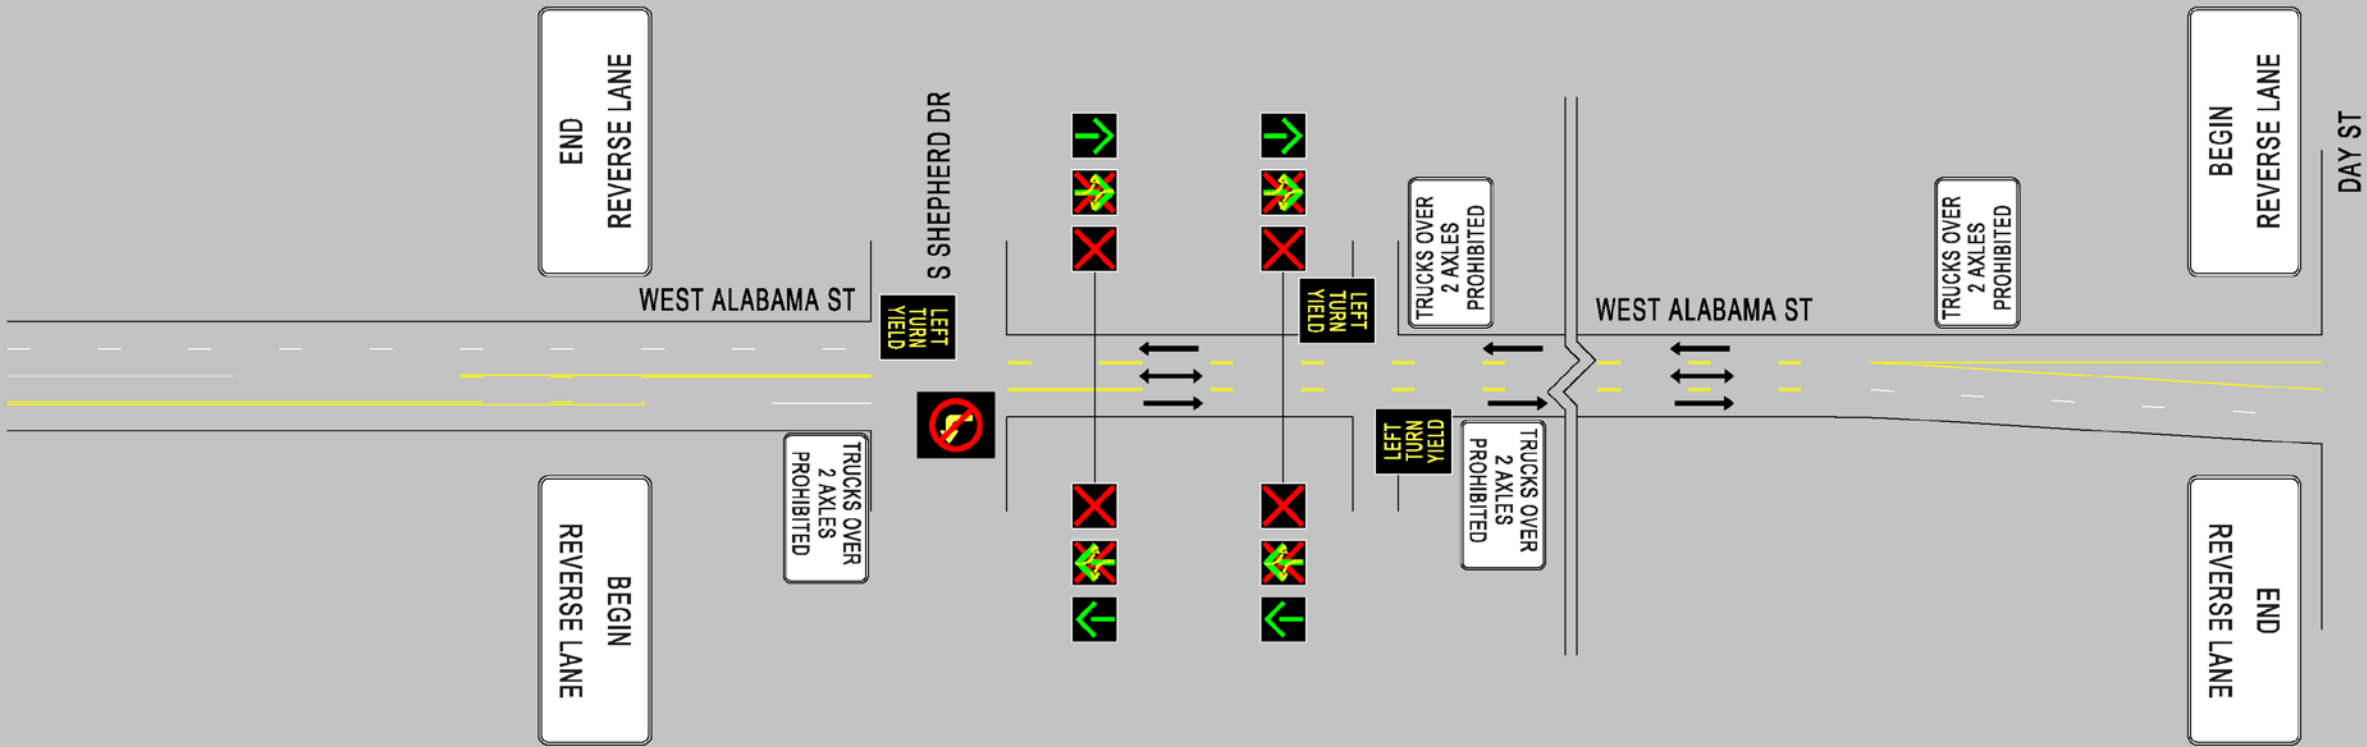 END
REVERSE LANE
S SHEPHERD DR
BEGIN
REVERSE LANE
DAY ST
TRUCKS OVER
2 AXLES
PROHIBITED
TRUCKS OVER
2 AXLES
PROHIBITED
WEST ALABAMA ST
LEFT
TURN
YIELD
LEFT
TURN
YIELD
WEST ALABAMA ST
LEFT
TURN
YIELD
TRUCKS OVER
2 AXLES
PROHIBITED
TRUCKS OVER
2 AXLES
PROHIBITED
BEGIN
REVERSE LANE
END
REVERSE LANE